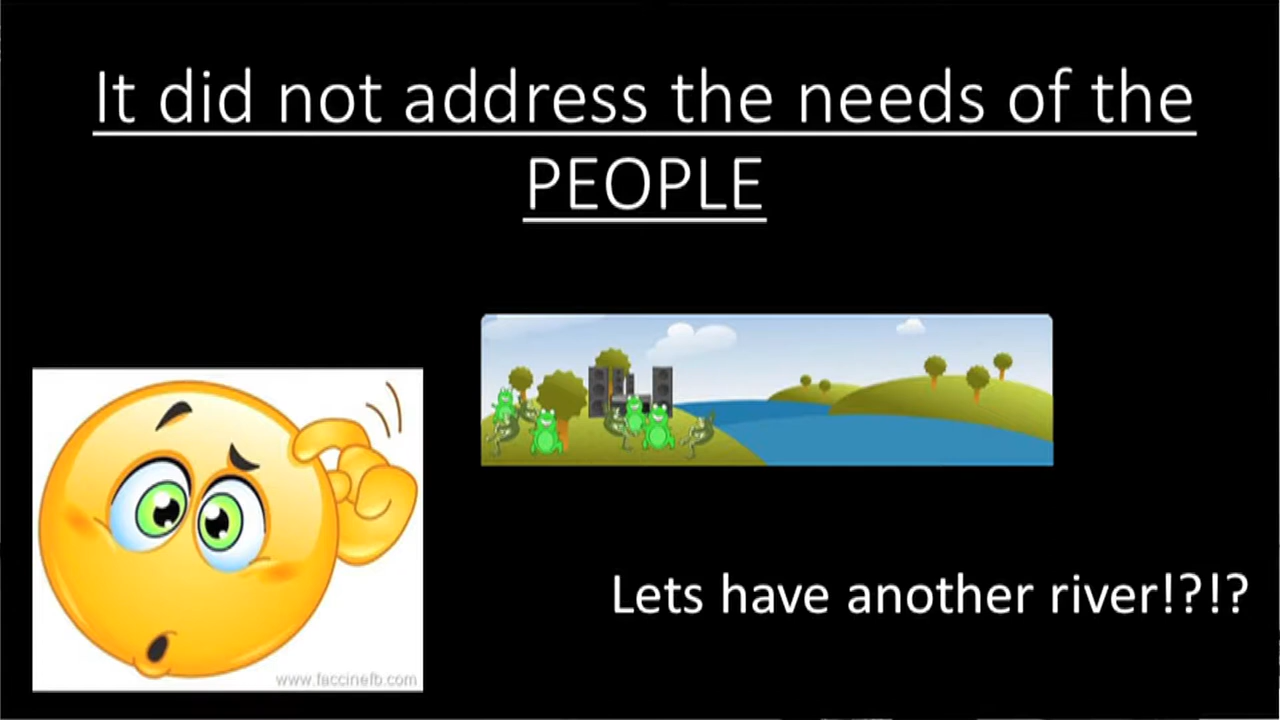 It did not address the needs of the
PEOPLE
Lets have another river!?!?
www.faccinefb.com